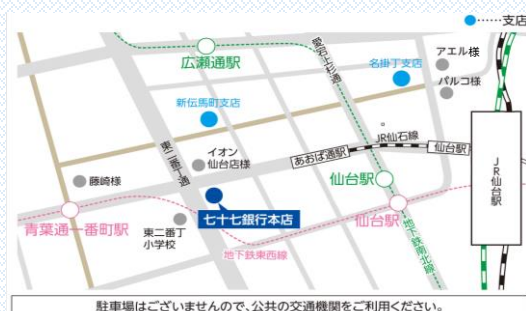 ●……支店
広瀬通駅
愛宕上杉通
名掛丁支店
アエル様
パルコ様
新伝馬町支店
東二番丁通
イオン
仙台店様
あおば通駅
JR仙石線
仙台駅
JR仙台駅
藤崎様
仙台駅
七十七銀行本店
仙台駅
青葉通一番町駅
東二番丁
小学校
地下鉄東西線
地下鉄南北線
駐車場はございませんので、公共の交通機関をご利用ください。